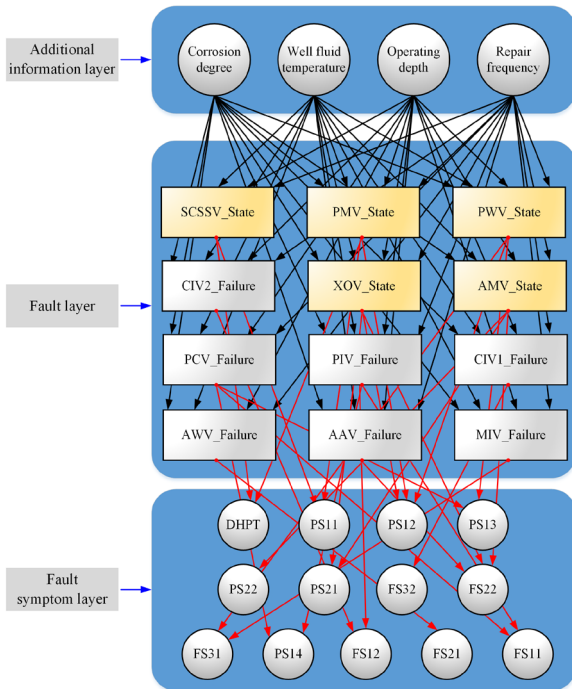 Additional
information layer
Corrosion
degree
Well fluid
temperature
Operating
depth
Repair
frequency
Fault layer
SCSSV_State
PMV_State
PWV_State
CIV2_Failure
XOV_State
AMV_State
PCV_Failure
PIV_Failure
CIV1_Failure
AWV_Failure
AAV_Failure
MIV_Failure
Fault
symptom layer
DHPT
PS11
PS12
PS13
PS22
PS21
FS32
FS22
FS31
PS14
FS12
FS21
FS11